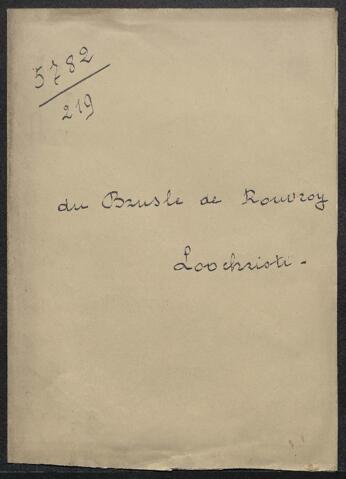 5782
219
du Brusle de Rouvroy
Loochristi-